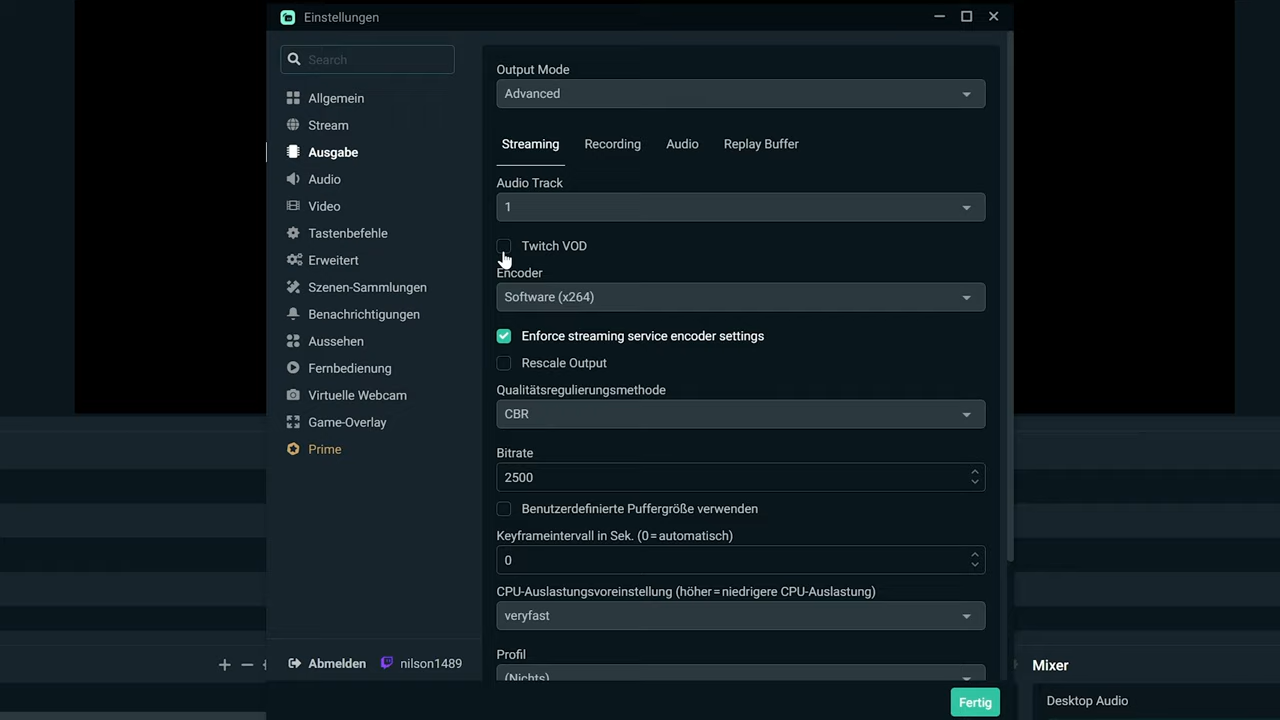 Einstellungen
Search
Allgemein
Stream
Ausgabe
Audio
Video
Tastenbefehle
Erweitert
Szenen-Sammlungen
Benachrichtigungen
Aussehen
Fernbedienung
Virtuelle Webcam
Game-Overlay
Prime
Abmelden nilson1489
Output Mode
Advanced
Streaming Recording Audio Replay Buffer
Audio Track
1
Twitch VOD
Encoder
Software (x264)
Enforce streaming service encoder settings
Rescale Output
Qualitätsregulierungsmethode
CBR
Bitrate
2500
Benutzerdefinierte Puffergröße verwenden
Keyframeintervall in Sek. (0=automatisch)
0
CPU-Auslastungsvoreinstellung (höher=niedrigere CPU-Auslastung)
veryfast
Profil
(Nichts)
Fertig
Mixer
Desktop Audio